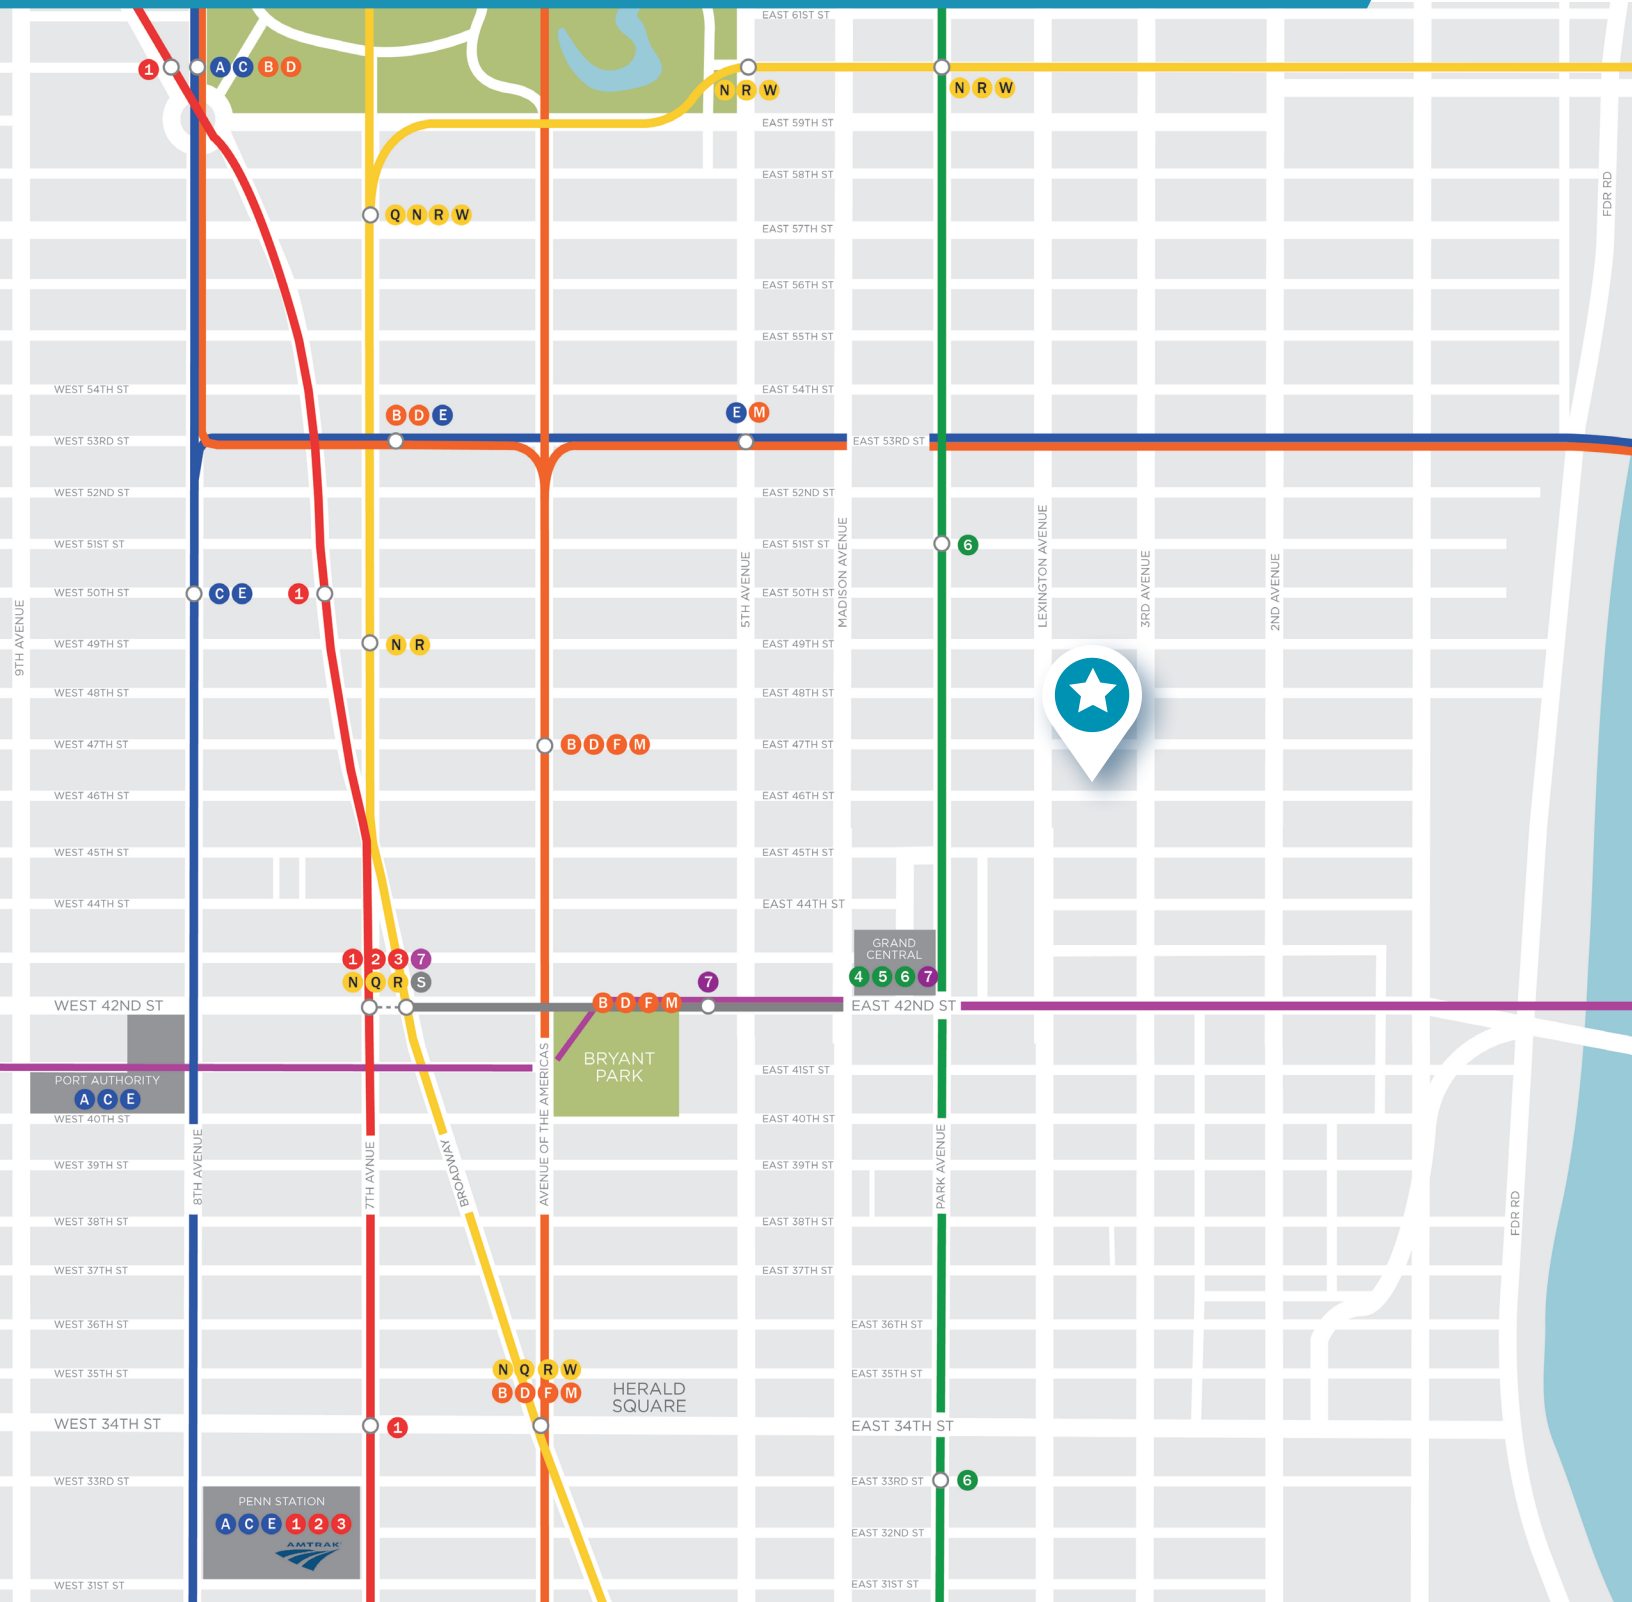 EAST 61ST ST
1
A C B D
N R W
N R W
EAST 59TH ST
EAST 58TH ST
FDR RD
Q N R W
EAST 57TH ST
EAST 56TH ST
EAST 55TH ST
WEST 54TH ST
EAST 54TH ST
B D E
E M
WEST 53RD ST
EAST 53RD ST
WEST 52ND ST
EAST 52ND ST
WEST 51ST ST
EAST 51ST ST
6
5TH AVENUE
MADISON AVENUE
LEXINGTON AVENUE
3RD AVENUE
2ND AVENUE
WEST 50TH ST
C E
1
EAST 50TH ST
9TH AVENUE
WEST 49TH ST
N R
EAST 49TH ST
WEST 48TH ST
EAST 48TH ST
WEST 47TH ST
B D F M
EAST 47TH ST
WEST 46TH ST
EAST 46TH ST
WEST 45TH ST
EAST 45TH ST
WEST 44TH ST
EAST 44TH ST
GRAND
CENTRAL
4 5 6 7
1 2 3 7
N Q R S
7
WEST 42ND ST
B D F M
EAST 42ND ST
BRYANT
PARK
EAST 41ST ST
PORT AUTHORITY
A C E
WEST 40TH ST
EAST 40TH ST
8TH AVENUE
7TH AVNUE
BROADWAY
AVENUE OF THE AMERICAS
PARK AVENUE
WEST 39TH ST
EAST 39TH ST
FDR RD
WEST 38TH ST
EAST 38TH ST
WEST 37TH ST
EAST 37TH ST
WEST 36TH ST
EAST 36TH ST
WEST 35TH ST
EAST 35TH ST
N Q R W
B D F M
HERALD
SQUARE
WEST 34TH ST
1
EAST 34TH ST
WEST 33RD ST
EAST 33RD ST
6
PENN STATION
A C E 1 2 3
AMTRAK
EAST 32ND ST
WEST 31ST ST
EAST 31ST ST